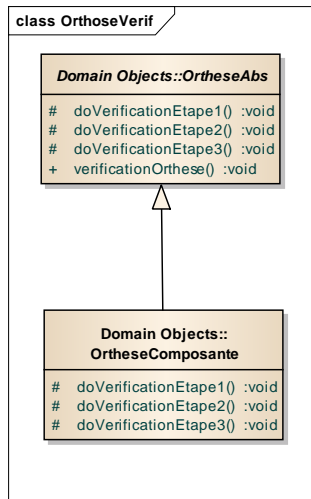 class OrthoseVerif
Domain Objects::OrtheseAbs
# doVerificationEtape1() :void
# doVerificationEtape2() :void
# doVerificationEtape3() :void
+ verificationOrthese() :void
Domain Objects::
OrtheseComposante
# doVerificationEtape1() :void
# doVerificationEtape2() :void
# doVerificationEtape3() :void